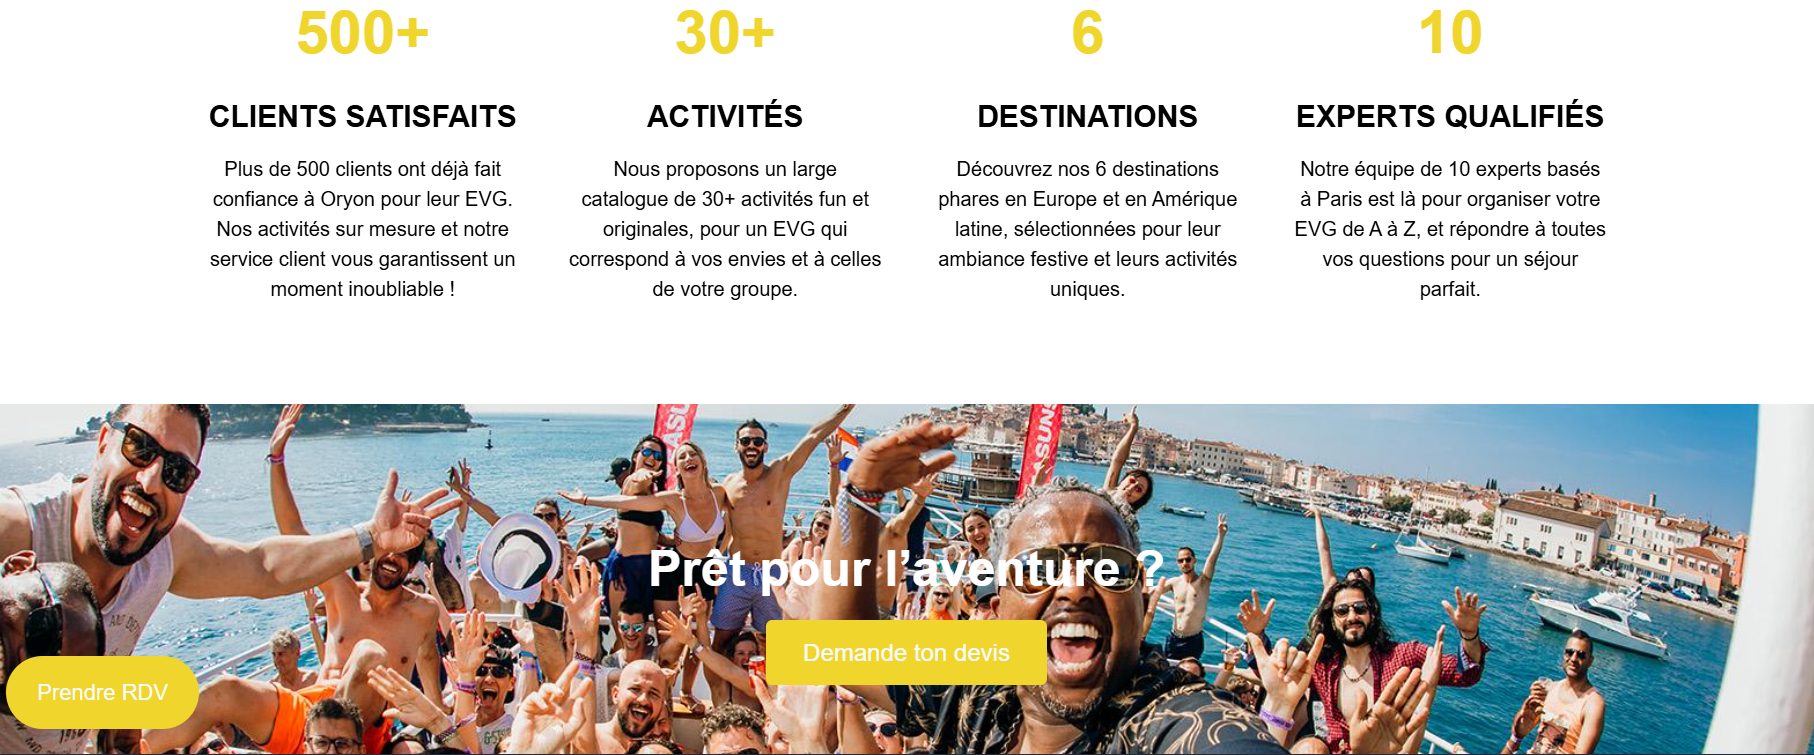 500+
CLIENTS SATISFAITS
Plus de 500 clients ont déjà fait
confiance à Oryon pour leur EVG.
Nos activités sur mesure et notre
service client vous garantissent un
moment inoubliable !
30+
ACTIVITÉS
Nous proposons un large
catalogue de 30+ activités fun et
originales, pour un EVG qui
correspond à vos envies et à celles
de votre groupe.
6
DESTINATIONS
Découvrez nos 6 destinations
phares en Europe et en Amérique
latine, sélectionnées pour leur
ambiance festive et leurs activités
uniques.
10
EXPERTS QUALIFIÉS
Notre équipe de 10 experts basés
à Paris est là pour organiser votre
EVG de A à Z, et répondre à toutes
vos questions pour un séjour
parfait.
Prêt pour l’aventure ?
Demande ton devis
Prendre RDV